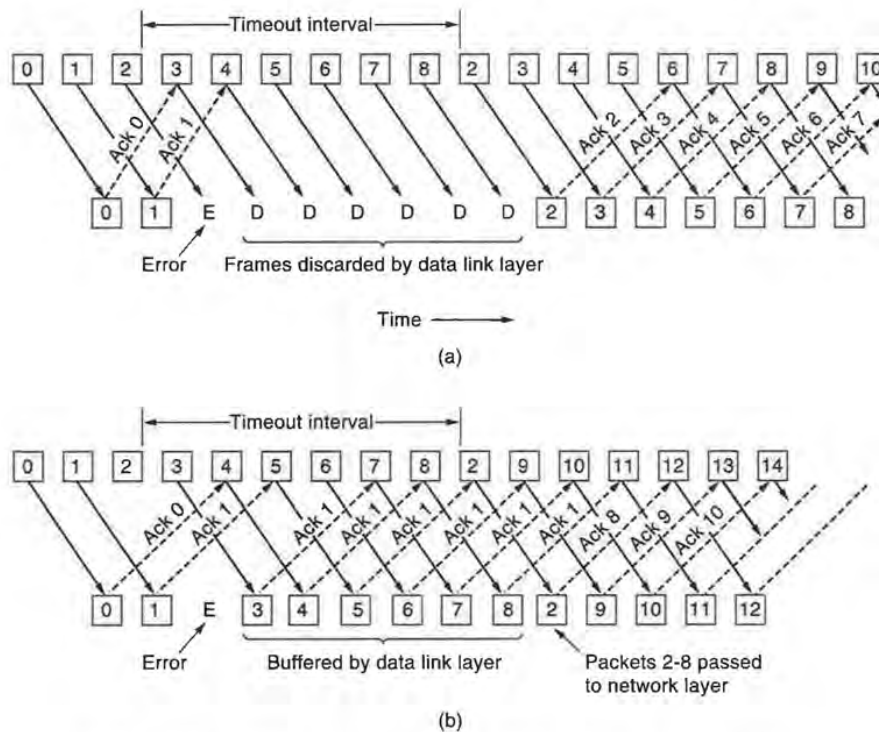 Timeout interval
0 1 2 3 4 5 6 7 8 2 3 4 5 6 7 8 9 10
Ack 0 Ack 1 Ack 2 Ack 3 Ack 4 Ack 5 Ack 6 Ack 7
0 1 E D D D D D D 2 3 4 5 6 7 8
Error
Frames discarded by data link layer
Time
(a)
Timeout interval
0 1 2 3 4 5 6 7 8 2 9 10 11 12 13 14
Ack 0 Ack 1 Ack 1 Ack 1 Ack 1 Ack 1 Ack 1 Ack 1 Ack 8 Ack 9 Ack 10
0 1 E 3 4 5 6 7 8 2 9 10 11 12
Error
Buffered by data link layer
Packets 2-8 passed
to network layer
(b)